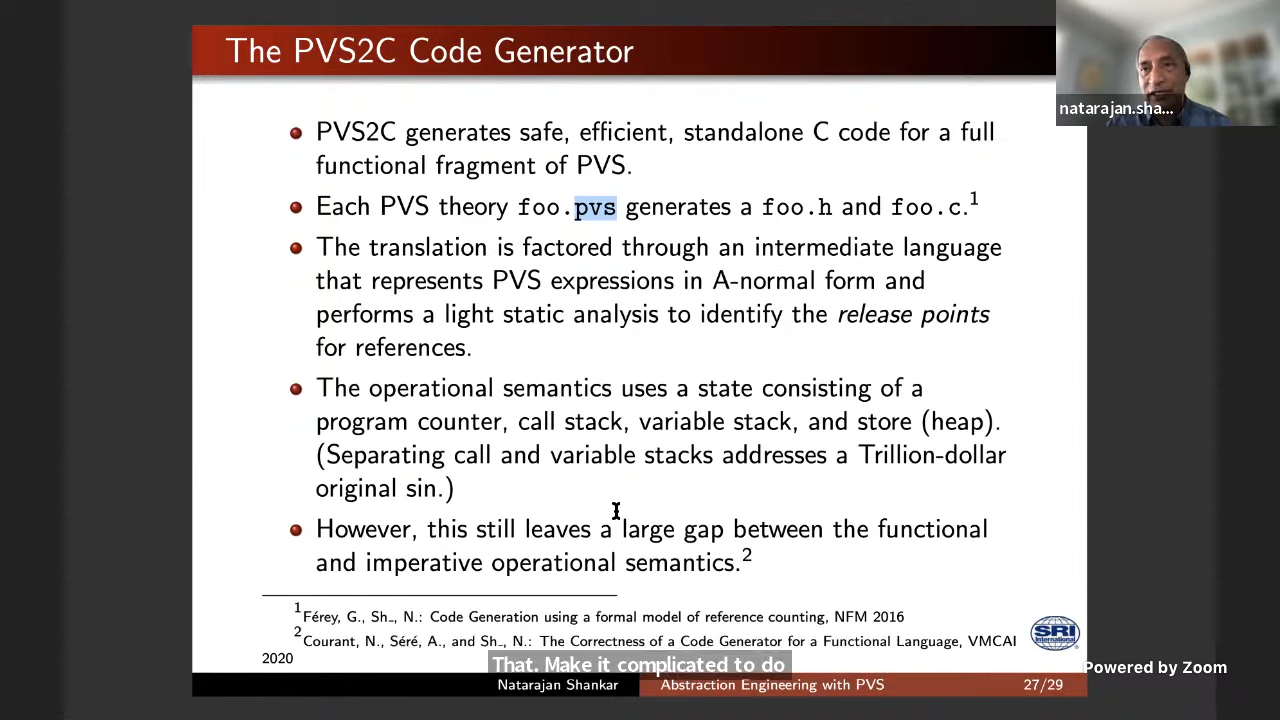 The PVS2C Code Generator
natarajan.sha...
PVS2C generates safe, efficient, standalone C code for a full
functional fragment of PVS.
Each PVS theory foo.pvs generates a foo.h and foo.c.1
The translation is factored through an intermediate language
that represents PVS expressions in A-normal form and
performs a light static analysis to identify the release points
for references.
The operational semantics uses a state consisting of a
program counter, call stack, variable stack, and store (heap).
(Separating call and variable stacks addresses a Trillion-dollar
original sin.)
However, this still leaves a large gap between the functional
and imperative operational semantics.2
1Férey, G., Sh., N.: Code Generation using a formal model of reference counting, NFM 2016
2Courant, N., Séré, A., and Sh., N.: The Correctness of a Code Generator for a Functional Language, VMCAI
2020
SRI
International
That. Make it complicated to do
Powered by Zoom
Natarajan Shankar
Abstraction Engineering with PVS
27/29